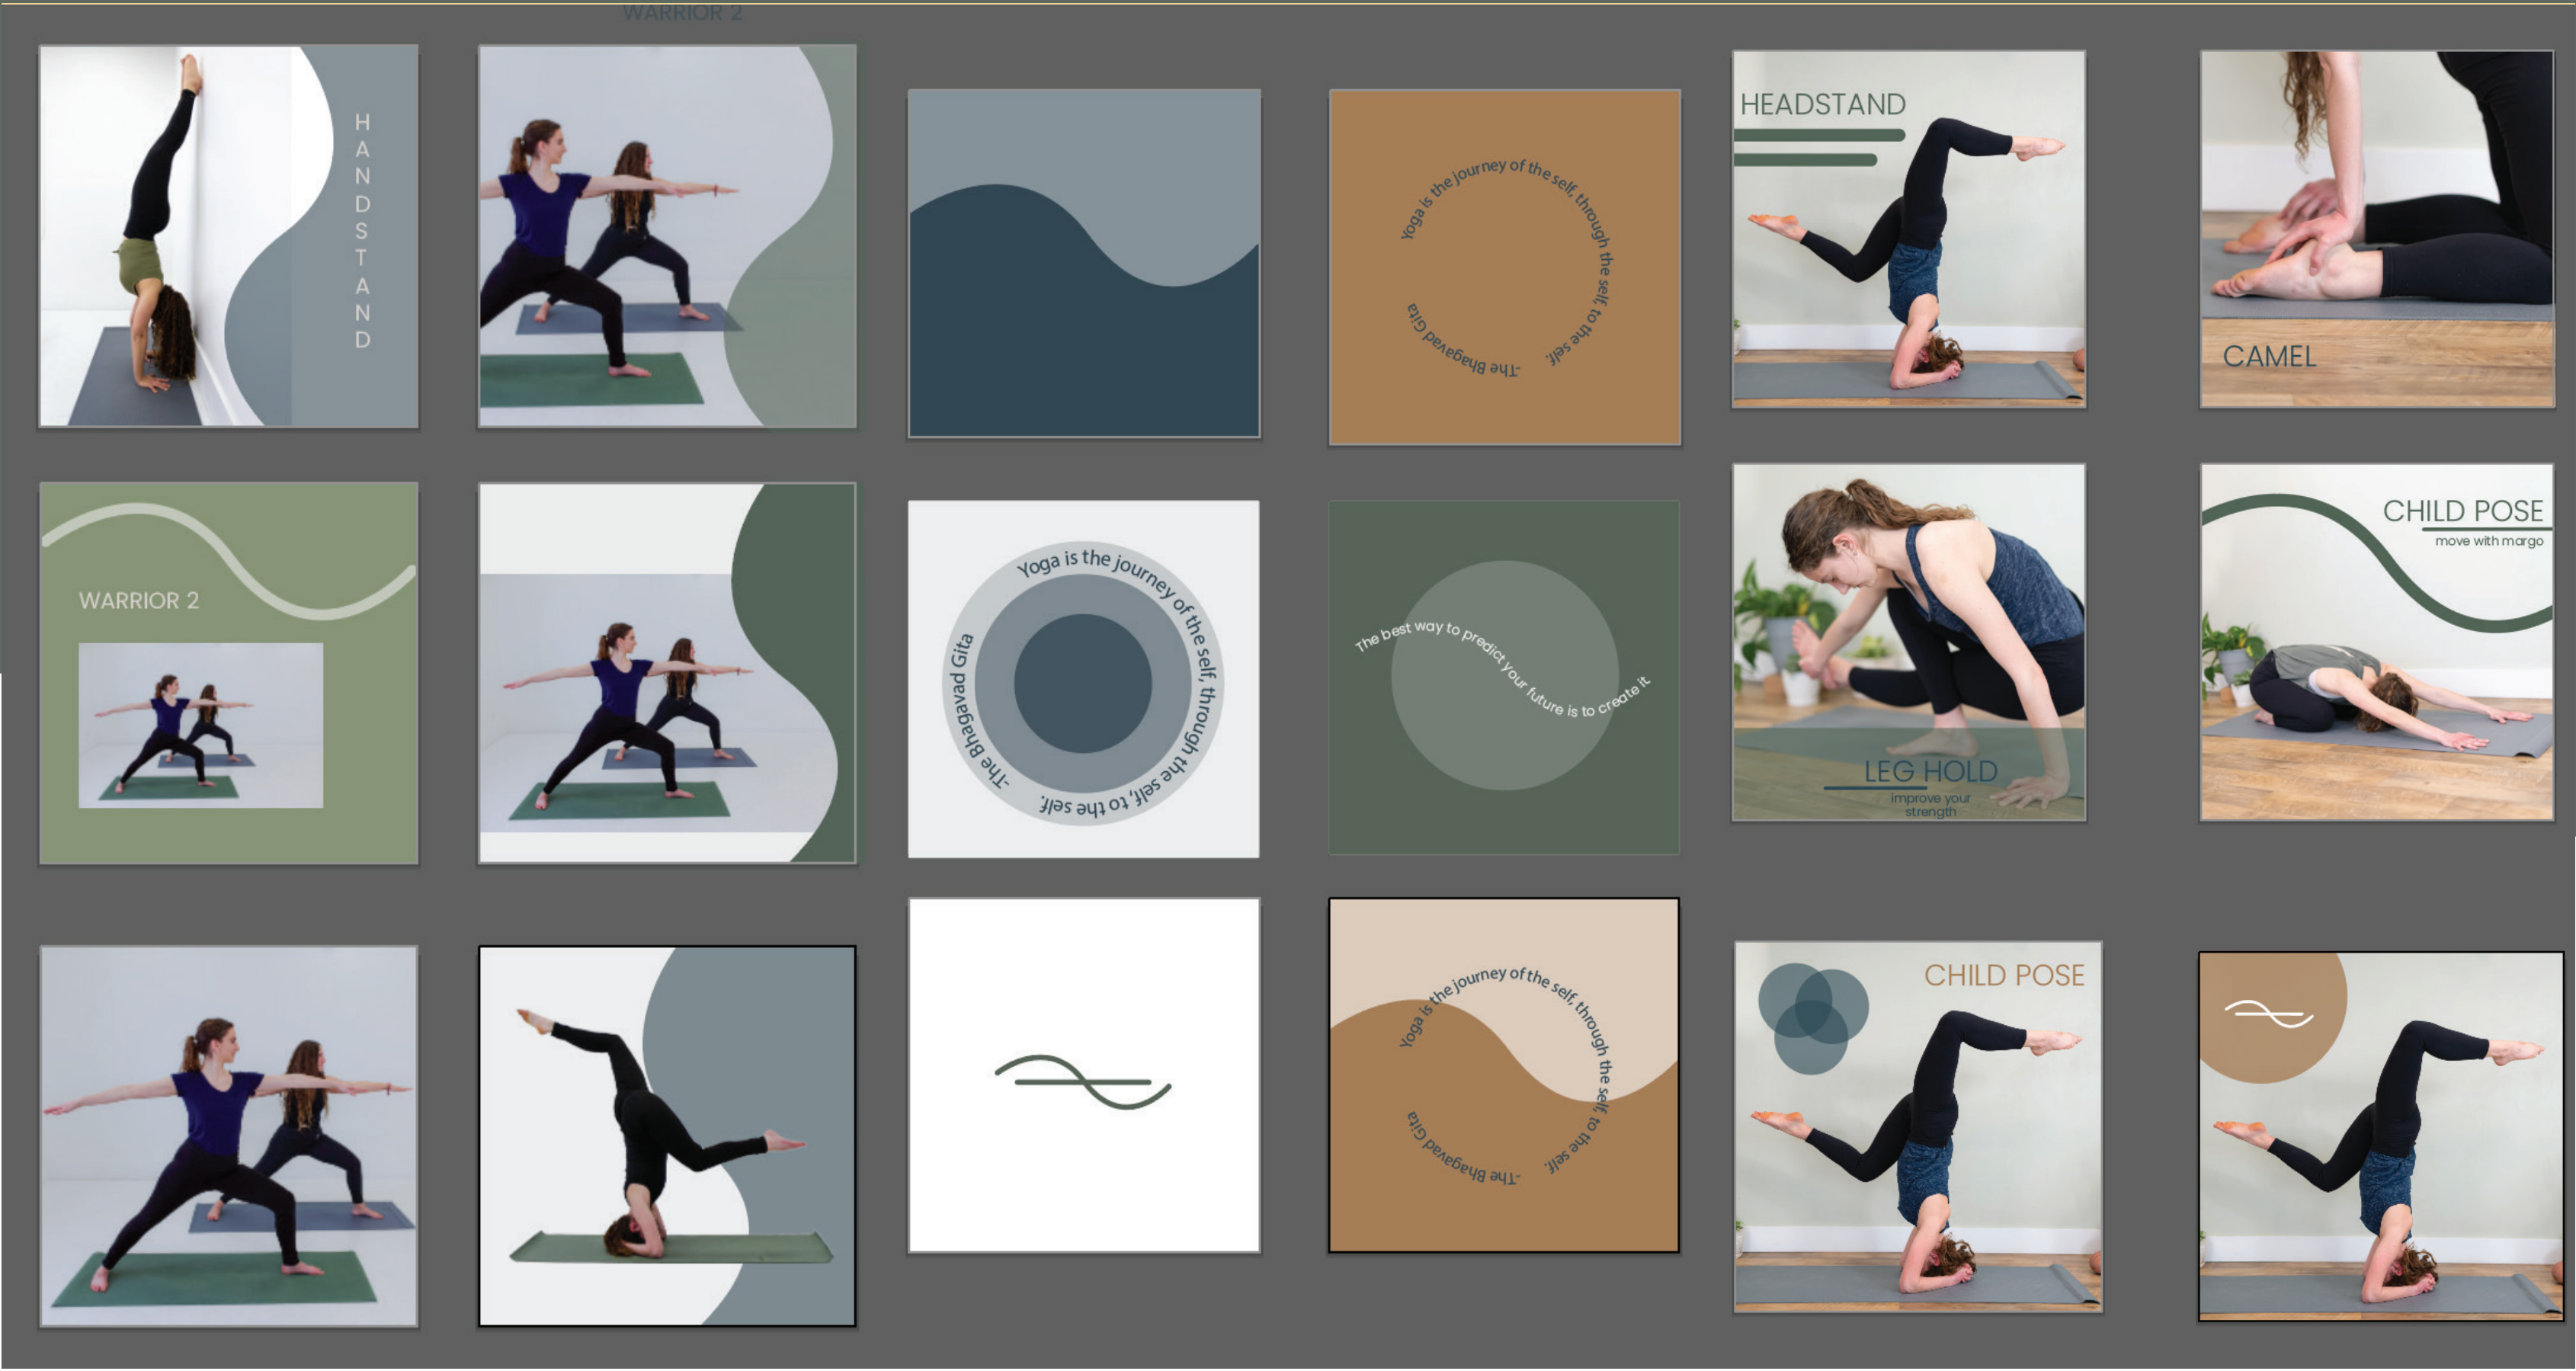 WARRIOR 2
HANDSTAND
Yoga is the journey of the self, through the self, to the self.
-The Bhagavad Gita
HEADSTAND
CAMEL
WARRIOR 2
Yoga is the journey of the self, through the self, to the self.
-The Bhagavad Gita
The best way to predict your future is to create it.
LEG HOLD
improve your
strength
CHILD POSE
move with margo
Yoga is the journey of the self, through the self, to the self.
-The Bhagavad Gita
CHILD POSE